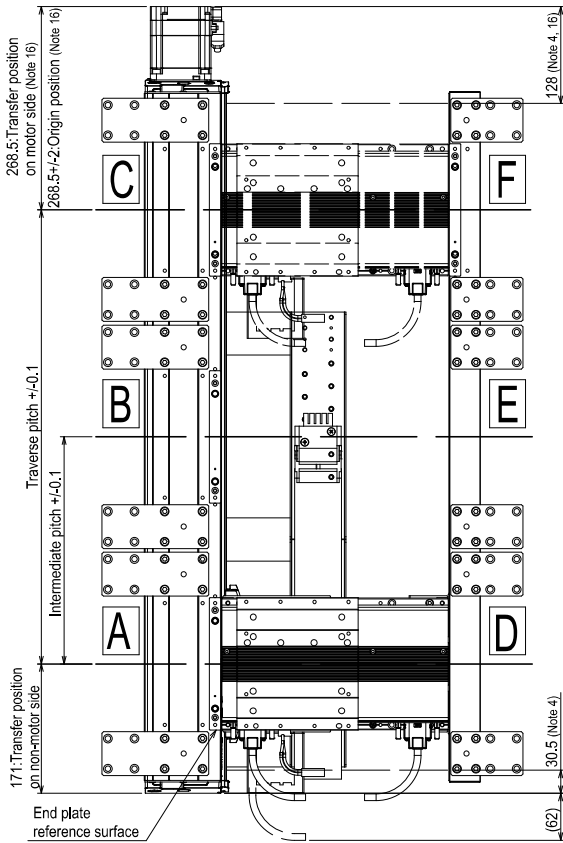 268.5:Transfer position
on motor side (Note 16)
268.5+/-2:Origin position (Note 16)
128 (Note 4, 16)
C
F
Traverse pitch +/-0.1
B
E
Intermediate pitch +/-0.1
A
D
171:Transfer position
on non-motor side
30.5 (Note 4)
(62)
End plate
reference surface